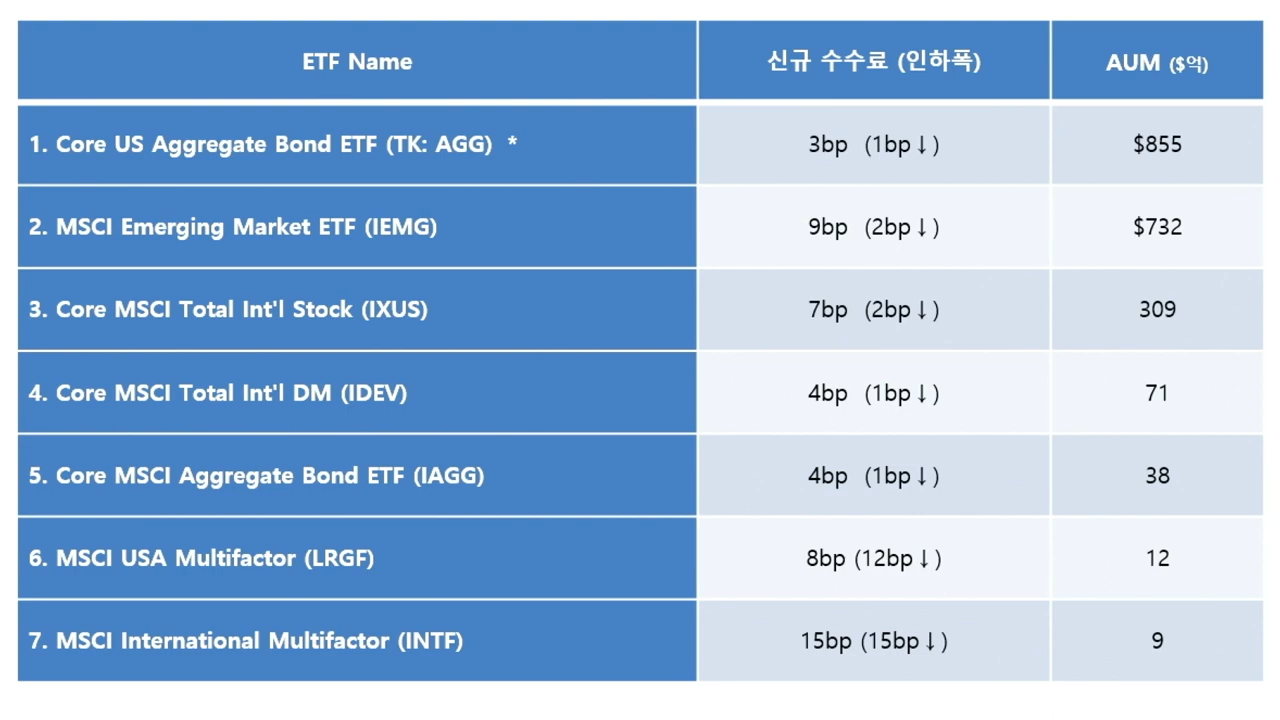 ETF Name 신규 수수료 (인하폭) AUM ($억)
1. Core US Aggregate Bond ETF (TK: AGG) * 3bp (1bp↓) $855
2. MSCI Emerging Market ETF (IEMG) 9bp (2bp↓) $732
3. Core MSCI Total Int'l Stock (IXUS) 7bp (2bp↓) 309
4. Core MSCI Total Int'l DM (IDEV) 4bp (1bp↓) 71
5. Core MSCI Aggregate Bond ETF (IAGG) 4bp (1bp↓) 38
6. MSCI USA Multifactor (LRGF) 8bp (12bp↓) 12
7. MSCI International Multifactor (INTF) 15bp (15bp↓) 9